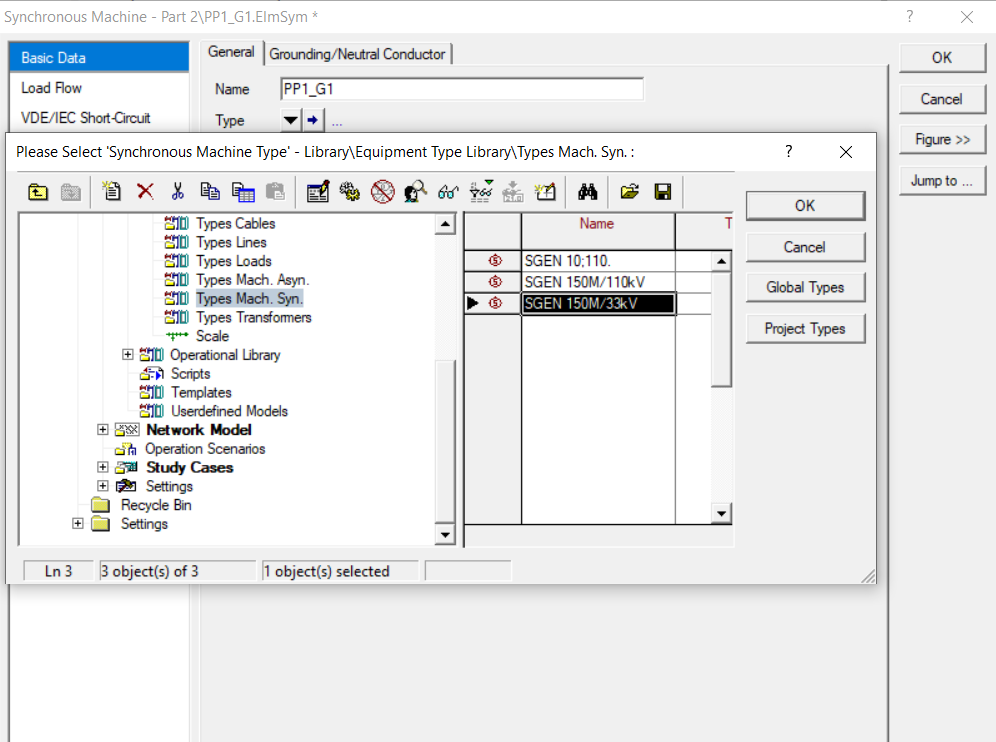 Synchronous Machine - Part 2\PP1_G1.ElmSym *
?
Basic Data
Load Flow
VDE/IEC Short-Circuit
General
Grounding/Neutral Conductor
Name
PP1_G1
Type
...
OK
Cancel
Figure >>
Jump to ...
Please Select 'Synchronous Machine Type' - Library\Equipment Type Library\Types Mach. Syn. :
?
Types Cables
Types Lines
Types Loads
Types Mach. Asyn.
Types Mach. Syn.
Types Transformers
Scale
Operational Library
Scripts
Templates
Userdefined Models
Network Model
Operation Scenarios
Study Cases
Settings
Recycle Bin
Settings
Name
T
SGEN 10;110.
SGEN 150M/110kV
SGEN 150M/33kV
OK
Cancel
Global Types
Project Types
Ln 3
3 object(s) of 3
1 object(s) selected